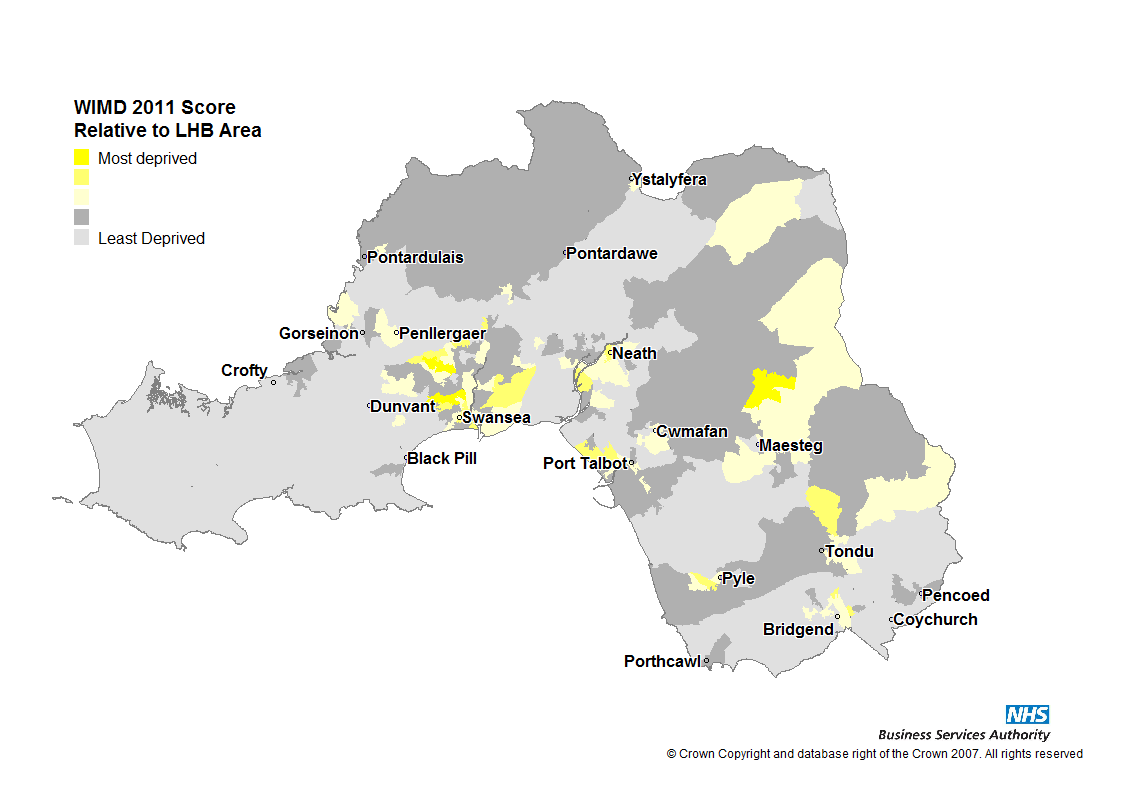 WIMD 2011 Score
Relative to LHB Area
Most deprived
Least Deprived
Ystalyfera
Pontardawe
Pontardulais
Gorseinon
Penllergaer
Neath
Crofty
Dunvant
Swansea
Cwmafan
Maesteg
Black Pill
Port Talbot
Tondu
Pyle
Pencoed
Coychurch
Bridgend
Porthcawl
NHS
Business Services Authority
© Crown Copyright and database right of the Crown 2007. All rights reserved